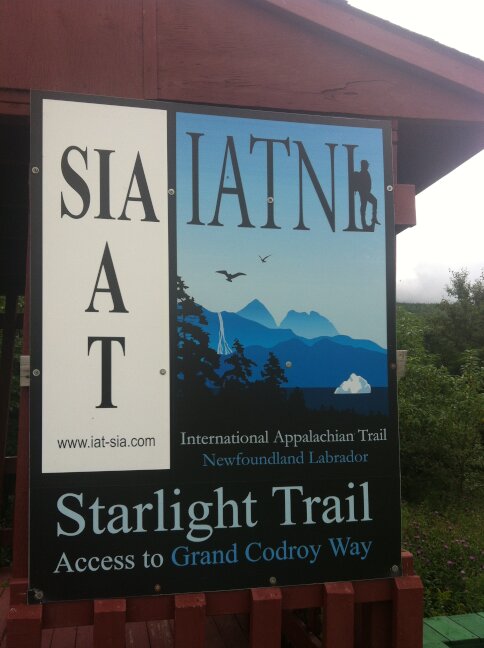 SIA
A
T
www.iat-sia.com
IATNL
International Appalachian Trail
Newfoundland Labrador
Starlight Trail
Access to Grand Codroy Way